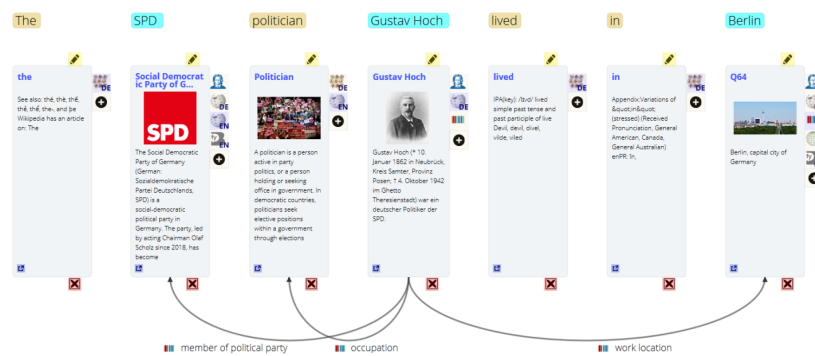 The SPD politician Gustav Hoch lived in Berlin
the
See also: thé, thè, thê,
Wikipedia has an article
on: The
DE
Social Democrat
ic Party of G...
SPD
The Social Democratic
Party of Germany
(German:
Sozialdemokratische
Partei Deutschlands,
SPD) is a
social-democratic
political party in
Germany. The party, led
by acting Chairman Olaf
Scholz since 2018, has
become
DE
EN
EN
Politician
A politician is a person
active in party
politics, or a person
holding or seeking
office in government. In
democratic countries,
politicians seek
elective positions
within a government
through elections
DE
EN
Gustav Hoch
Gustav Hoch (* 10.
Januar 1862 in Neubrück,
Kreis Samter, Provinz
Posen; † 4. Oktober 1942
im Ghetto
Theresienstadt) war ein
deutscher Politiker der
SPD.
DE
lived
IPA(key): /lɪvd/ lived
simple past tense and
past participle of live
Devil, devil, divel,
vilde, viled
DE
in
Appendix:Variations of
&quot;in&quot;
(stressed) (Received
Pronunciation, General
American, Canada,
General Australian)
enPR: ĭn,
DE
Q64
Berlin, capital city of
Germany
member of political party
occupation
work location